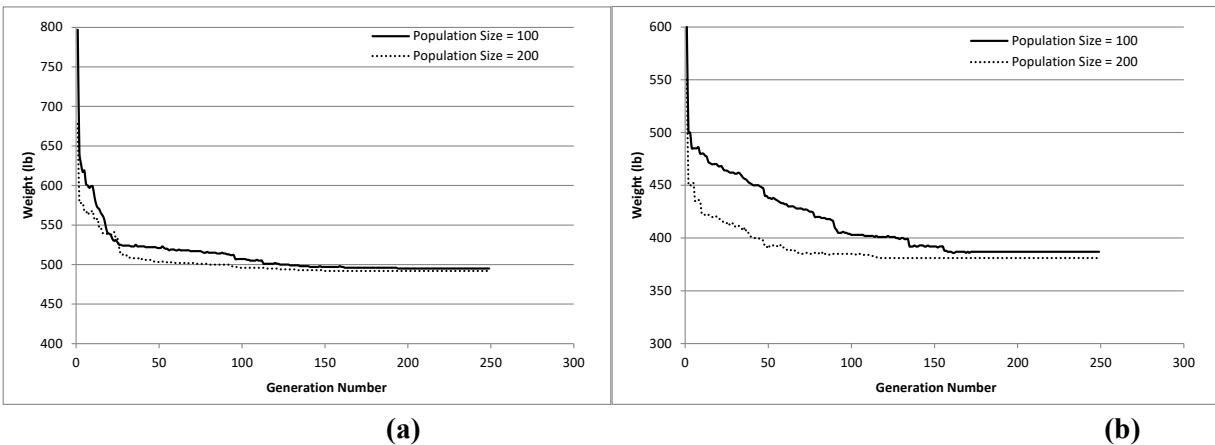 800
750
700
650
600
550
500
450
400
Weight (lb)
0 50 100 150 200 250 300
Generation Number
Population Size = 100
Population Size = 200
(a)
600
550
500
450
400
350
300
Weight (lb)
0 50 100 150 200 250 300
Generation Number
Population Size = 100
Population Size = 200
(b)